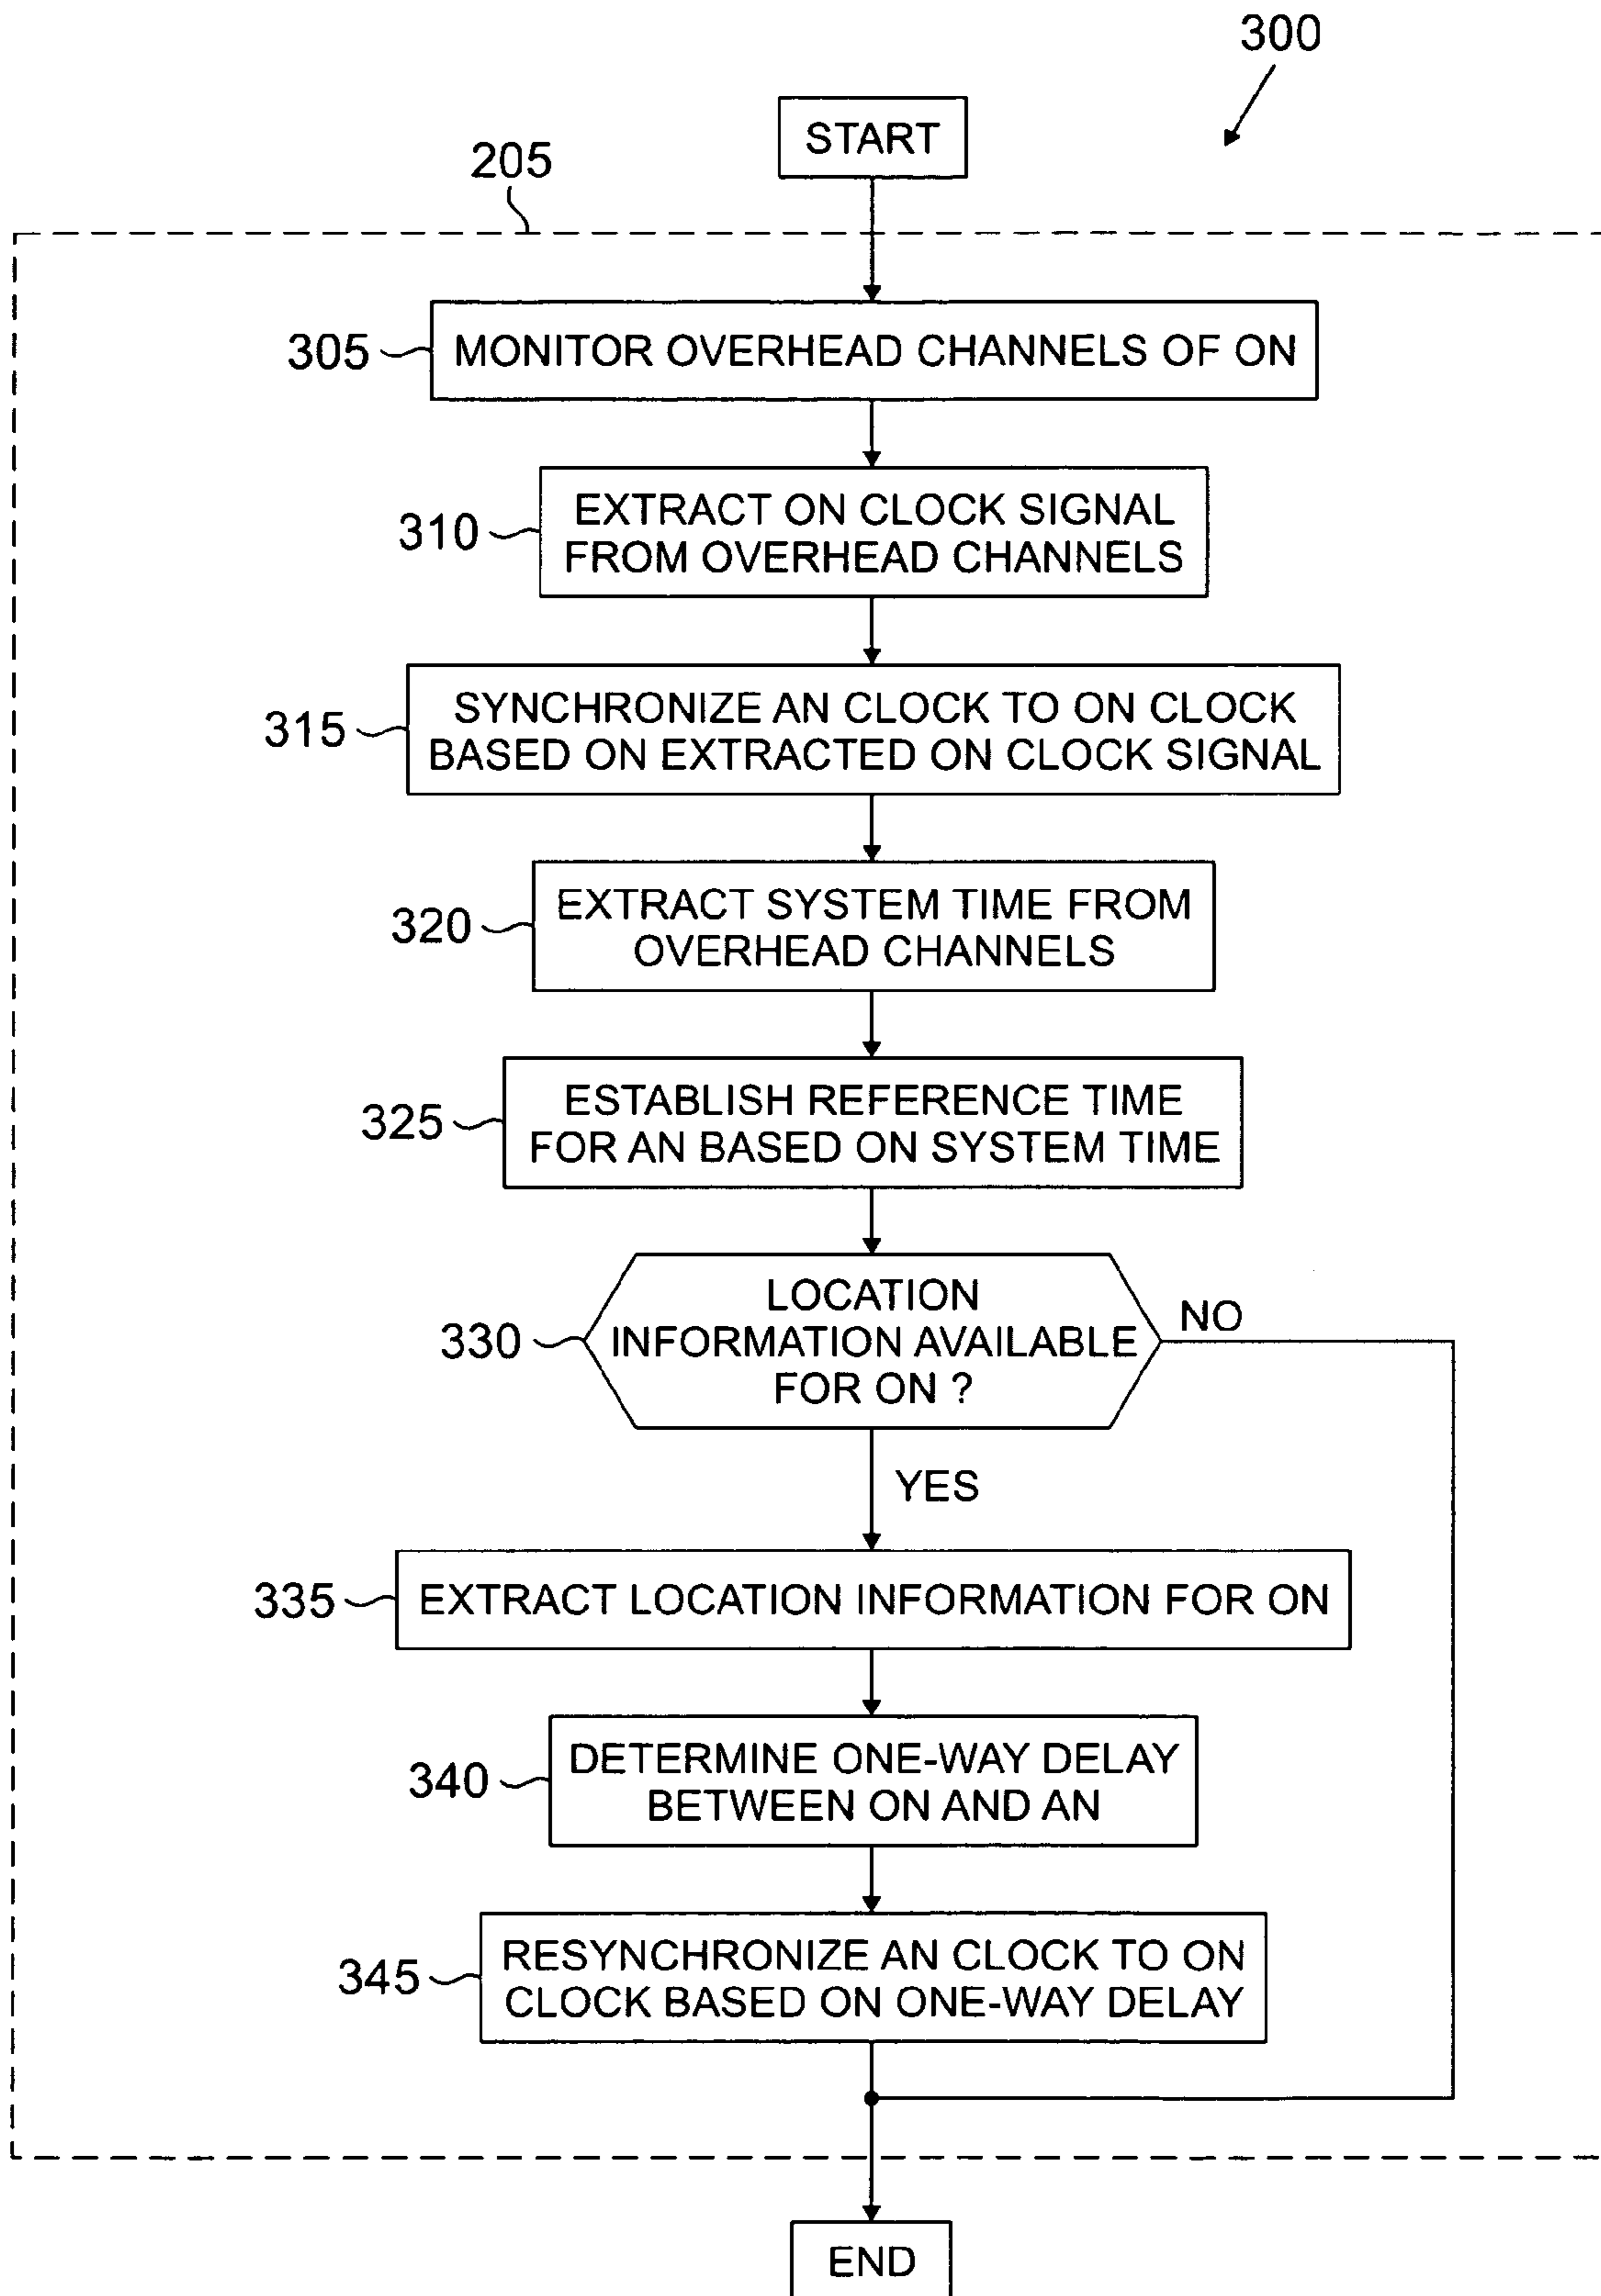 300
START
205
305
MONITOR OVERHEAD CHANNELS OF ON
310
EXTRACT ON CLOCK SIGNAL
FROM OVERHEAD CHANNELS
315
SYNCHRONIZE AN CLOCK TO ON CLOCK
BASED ON EXTRACTED ON CLOCK SIGNAL
320
EXTRACT SYSTEM TIME FROM
OVERHEAD CHANNELS
325
ESTABLISH REFERENCE TIME
FOR AN BASED ON SYSTEM TIME
330
LOCATION
INFORMATION AVAILABLE
FOR ON ?
NO
YES
335
EXTRACT LOCATION INFORMATION FOR ON
340
DETERMINE ONE-WAY DELAY
BETWEEN ON AND AN
345
RESYNCHRONIZE AN CLOCK TO ON
CLOCK BASED ON ONE-WAY DELAY
END